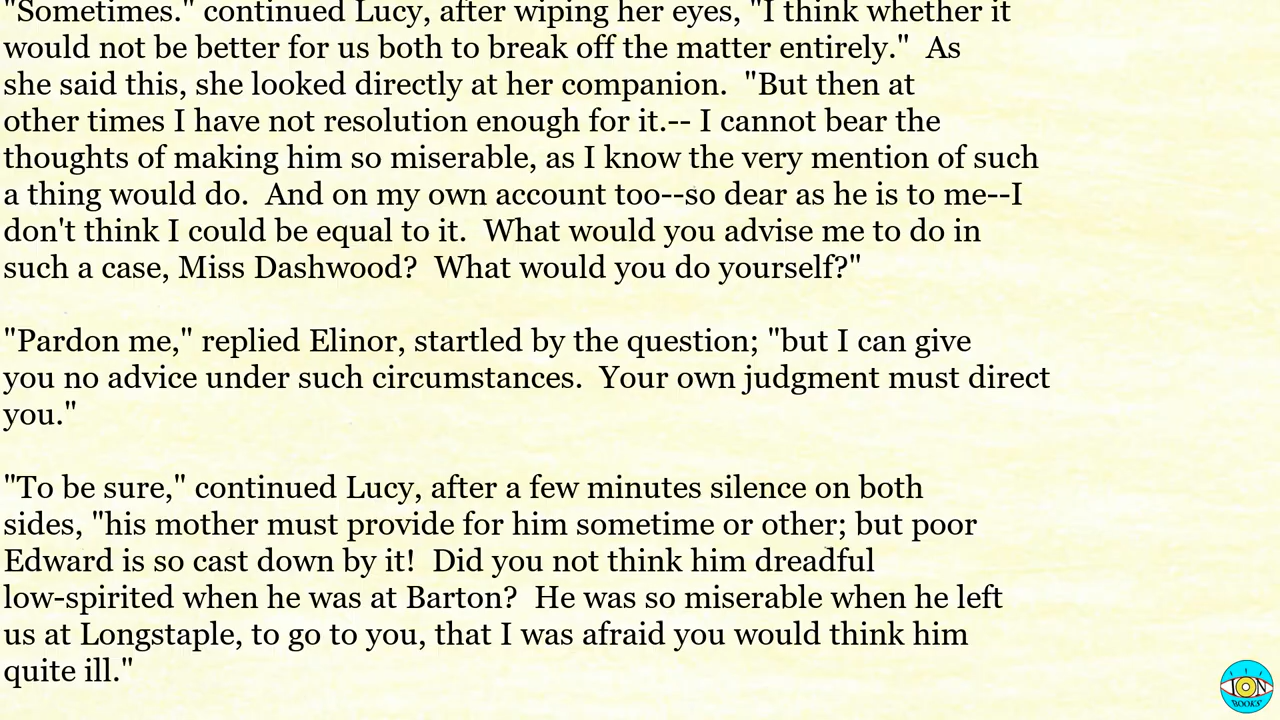 "Sometimes." continued Lucy, after wiping her eyes, "I think whether it
would not be better for us both to break off the matter entirely."  As
she said this, she looked directly at her companion.  "But then at
other times I have not resolution enough for it.-- I cannot bear the
thoughts of making him so miserable, as I know the very mention of such
a thing would do.  And on my own account too--so dear as he is to me--I
don't think I could be equal to it.  What would you advise me to do in
such a case, Miss Dashwood?  What would you do yourself?"
"Pardon me," replied Elinor, startled by the question; "but I can give
you no advice under such circumstances.  Your own judgment must direct
you."
"To be sure," continued Lucy, after a few minutes silence on both
sides, "his mother must provide for him sometime or other; but poor
Edward is so cast down by it!  Did you not think him dreadful
low-spirited when he was at Barton?  He was so miserable when he left
us at Longstaple, to go to you, that I was afraid you would think him
quite ill."
ION
BOOKS